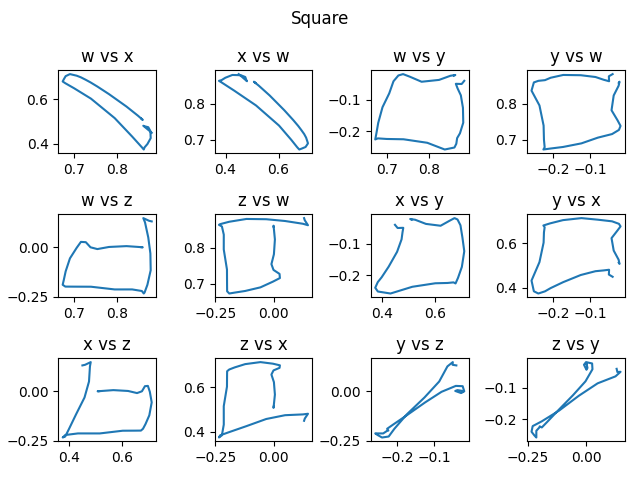 Square
w vs x
x vs w
w vs y
y vs w
0.6
0.4
0.8
0.7
−0.1
−0.2
0.8
0.7
0.7 0.8
0.4 0.6
0.7 0.8
−0.2 −0.1
w vs z
z vs w
x vs y
y vs x
0.00
−0.25
0.8
0.7
−0.1
−0.2
0.6
0.4
0.7 0.8
−0.25 0.00
0.4 0.6
−0.2 −0.1
x vs z
z vs x
y vs z
z vs y
0.00
−0.25
0.6
0.4
0.00
−0.25
−0.1
−0.2
0.4 0.6
−0.25 0.00
−0.2 −0.1
−0.25 0.00